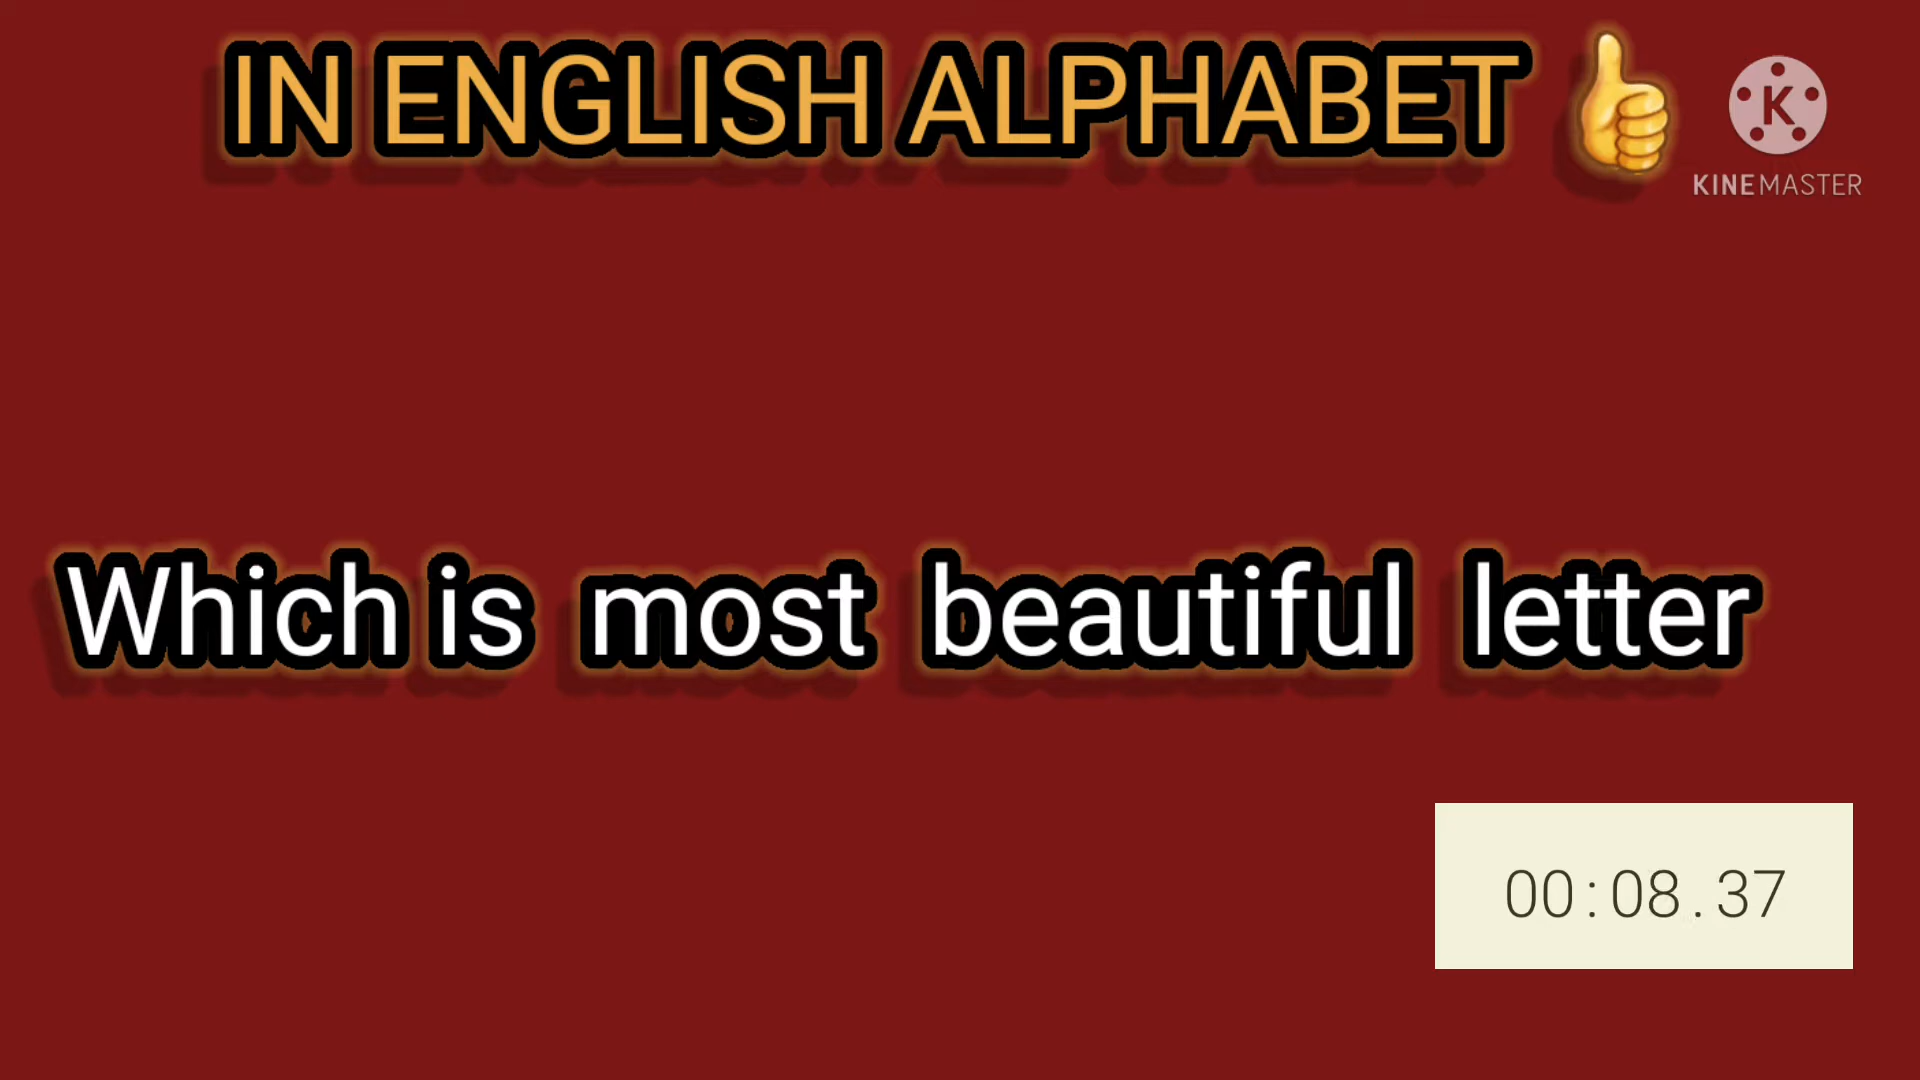 IN ENGLISH ALPHABET 👍
K
KINEMASTER
Which is most beautiful letter
00:08.37